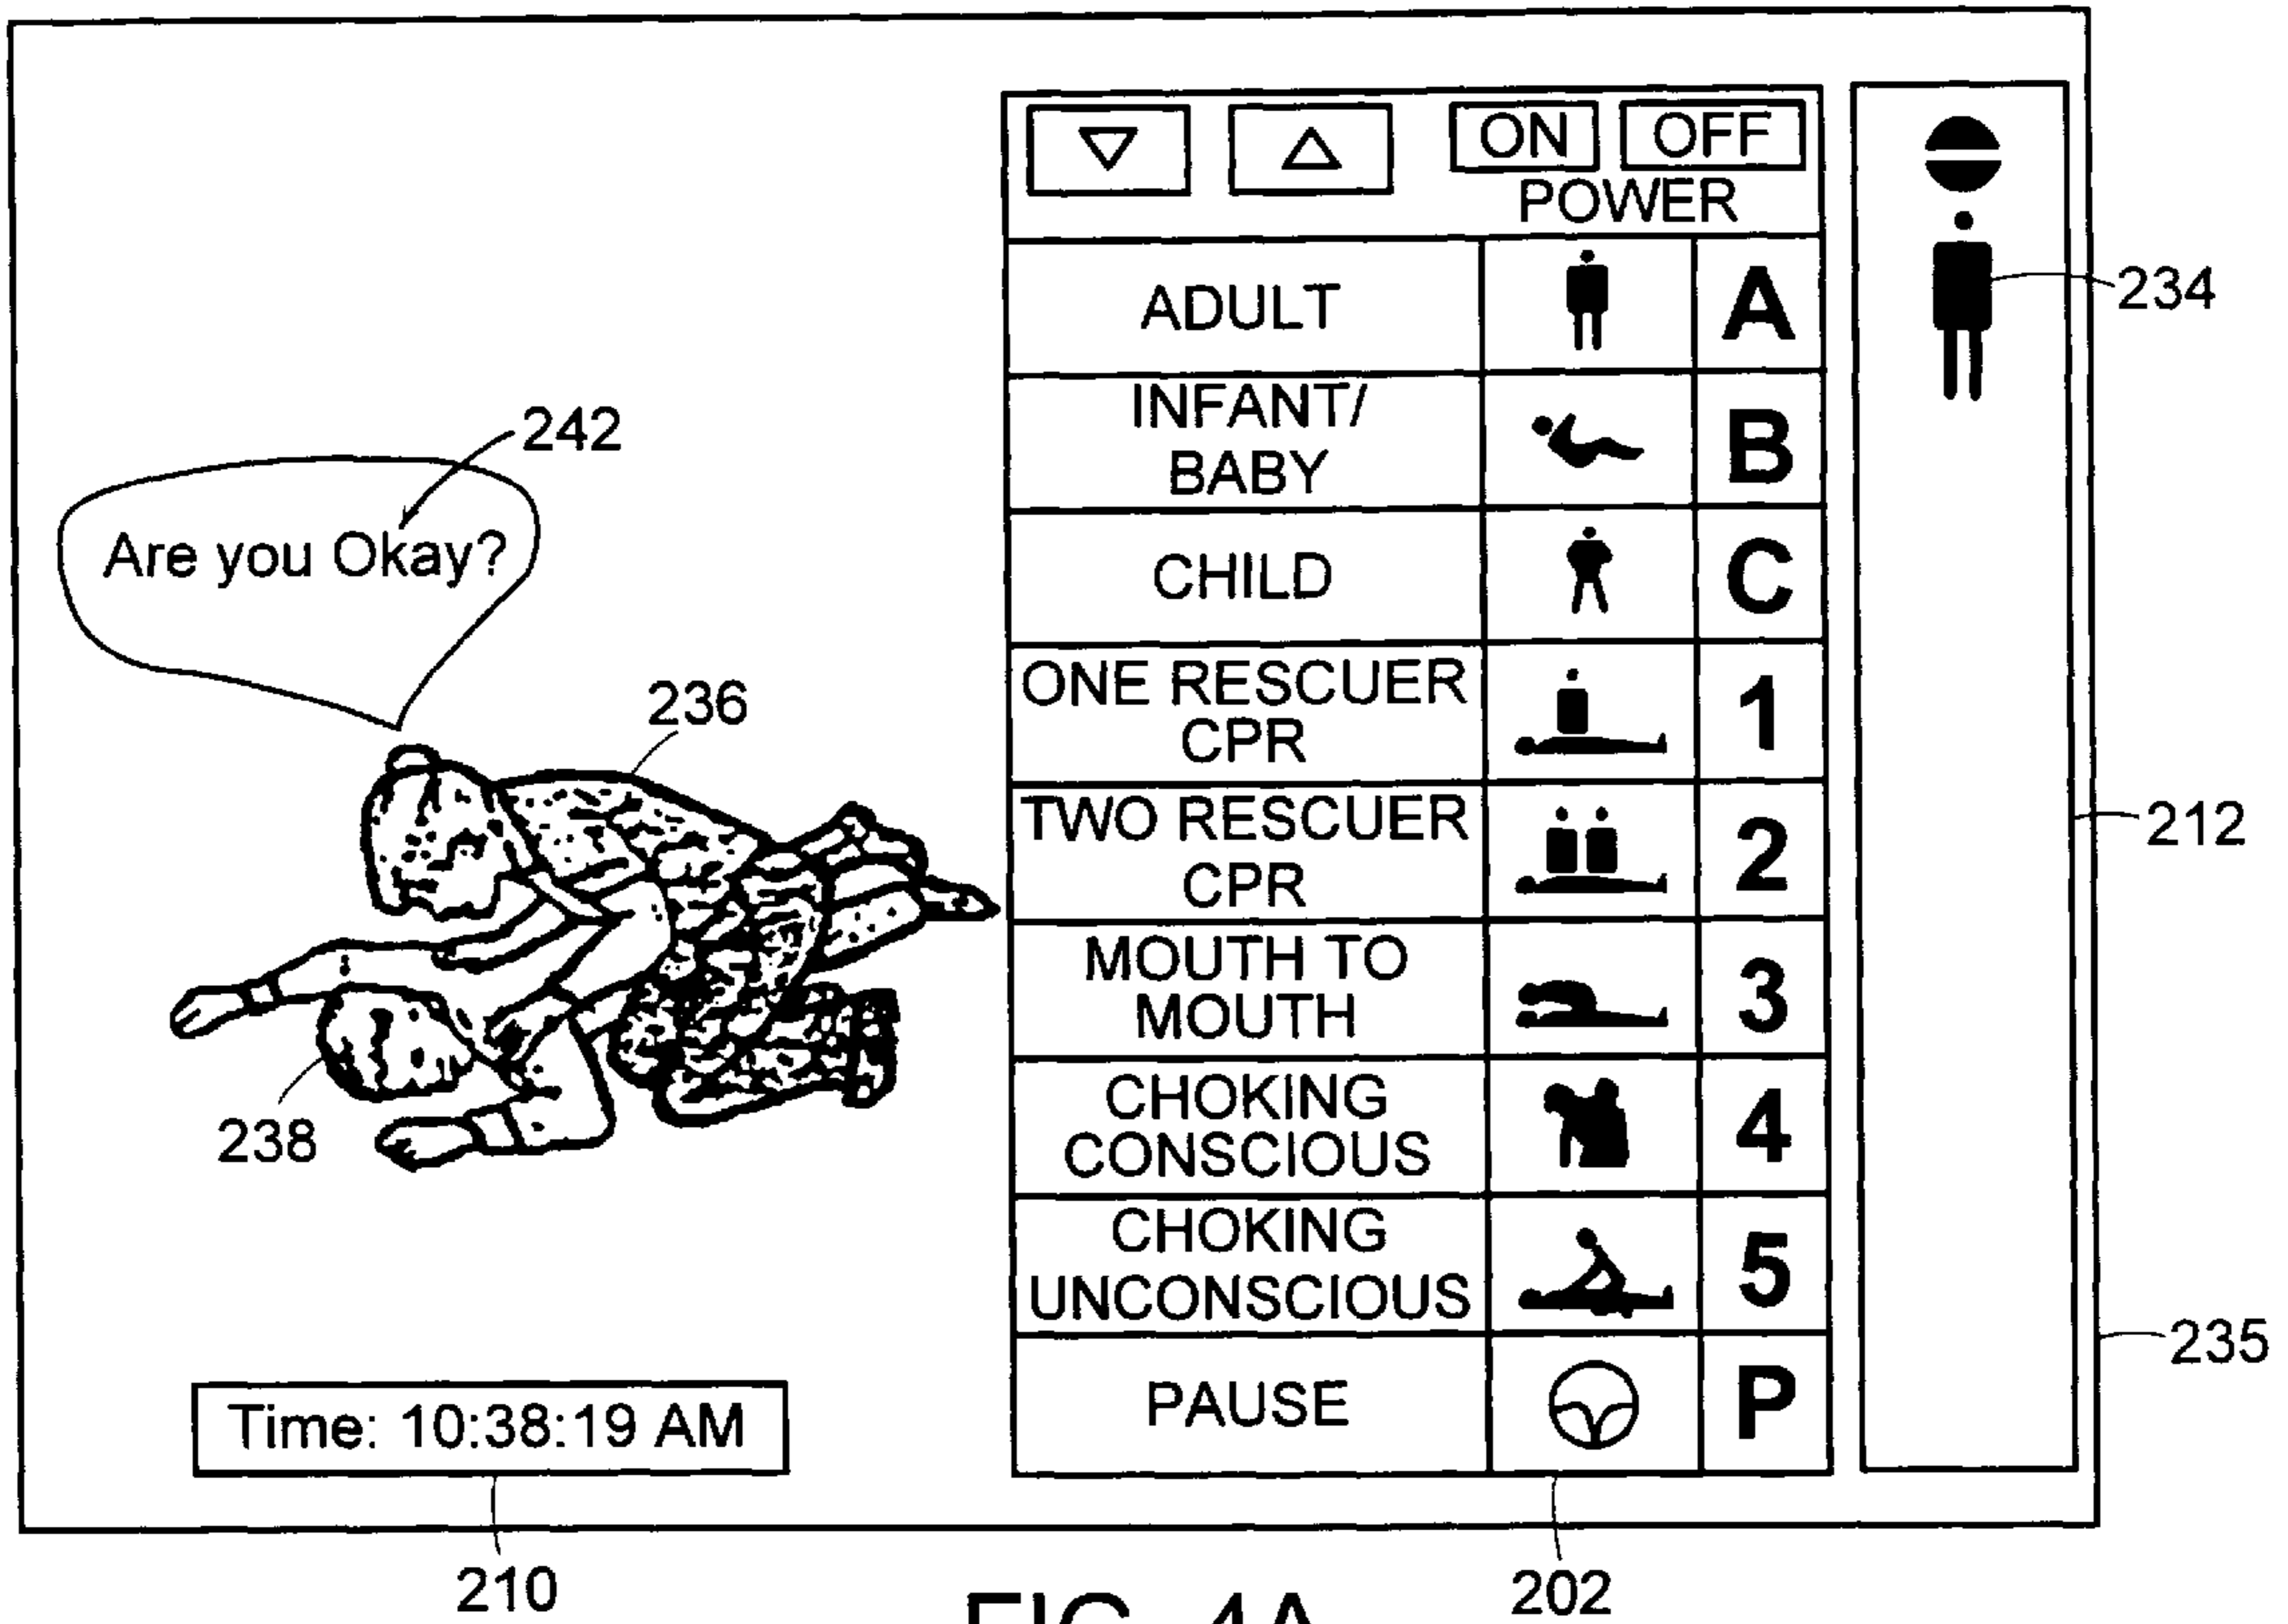 ON OFF
POWER
ADULT A
INFANT/
BABY B
CHILD C
ONE RESCUER
CPR 1
TWO RESCUER
CPR 2
MOUTH TO
MOUTH 3
CHOKING
CONSCIOUS 4
CHOKING
UNCONSCIOUS 5
PAUSE P
234
242
Are you Okay?
236
212
238
235
Time: 10:38:19 AM
210
202
FIG. 4A